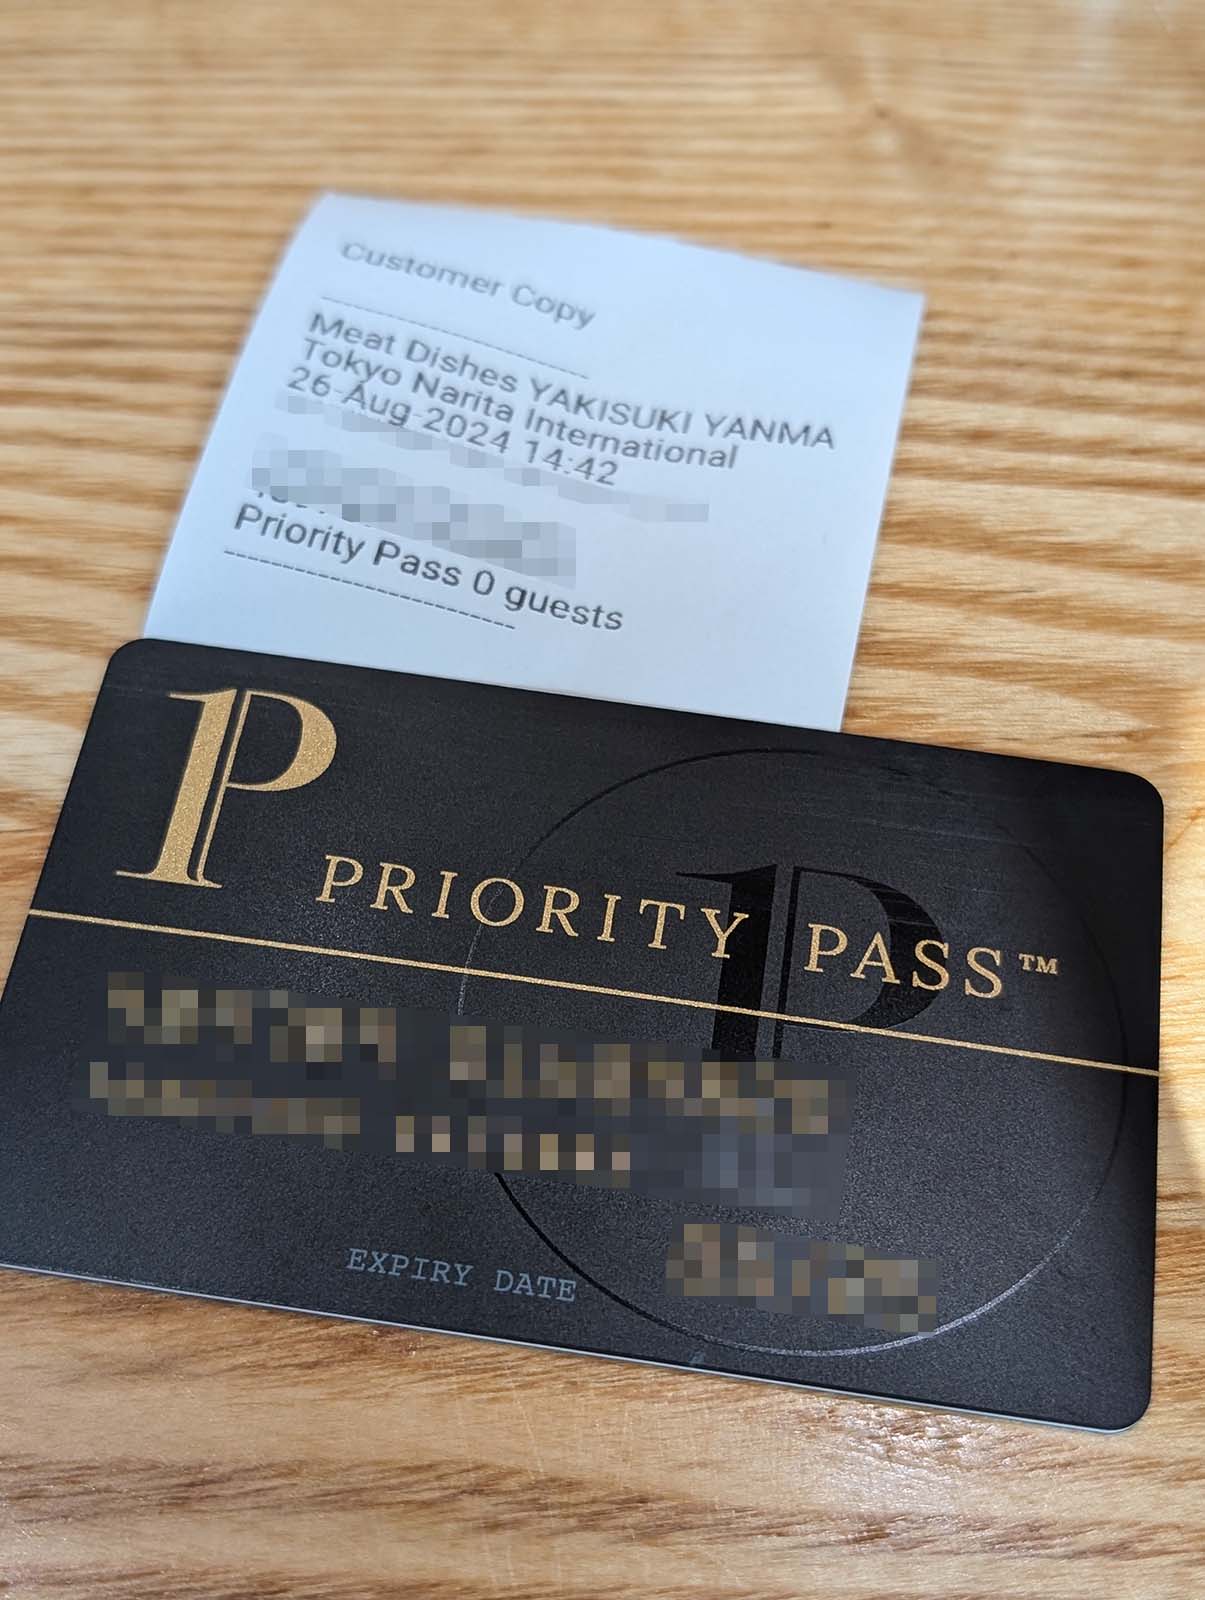 Customer Copy
Meat Dishes YAKISUKI YANMA
Tokyo Narita International
26-Aug-2024 14:42
Priority Pass 0 guests
PRIORITY PASS™
EXPIRY DATE